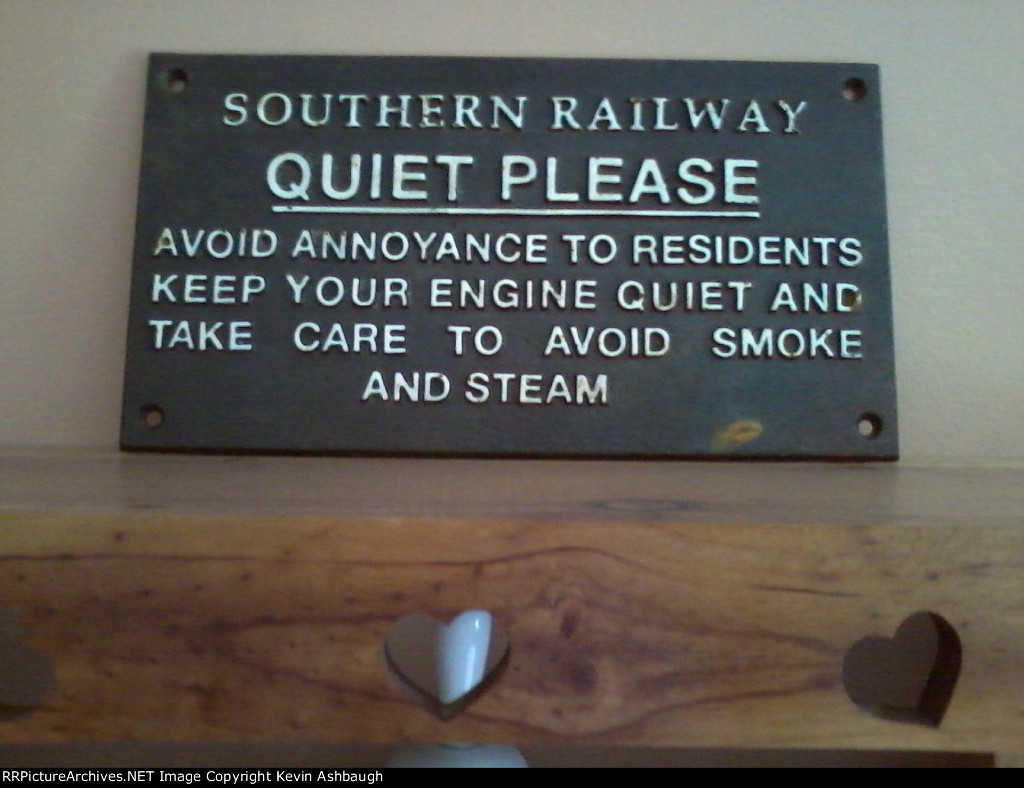 SOUTHERN RAILWAY
QUIET PLEASE
AVOID ANNOYANCE TO RESIDENTS
KEEP YOUR ENGINE QUIET AND
TAKE CARE TO AVOID SMOKE
AND STEAM
RRPictureArchives.NET Image Copyright Kevin Ashbaugh